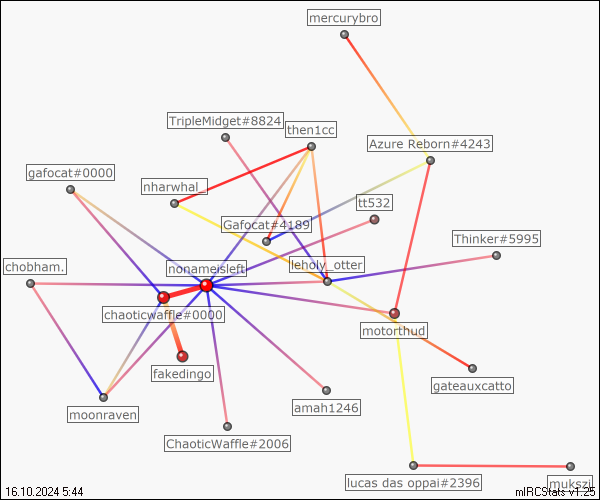 mercurybro
TripleMidget#8824
then1cc
Azure Reborn#4243
gafocat#0000
nharwhal_
tt532
Gafocat#4189
Thinker#5995
chobham.
nonameisleft
leholy_otter
chaoticwaffle#0000
motorthud
fakedingo
gateauxcatto
moonraven
amah1246
ChaoticWaffle#2006
lucas das oppai#2396
mukszi
16.10.2024 5:44
mIRCStats v1.25